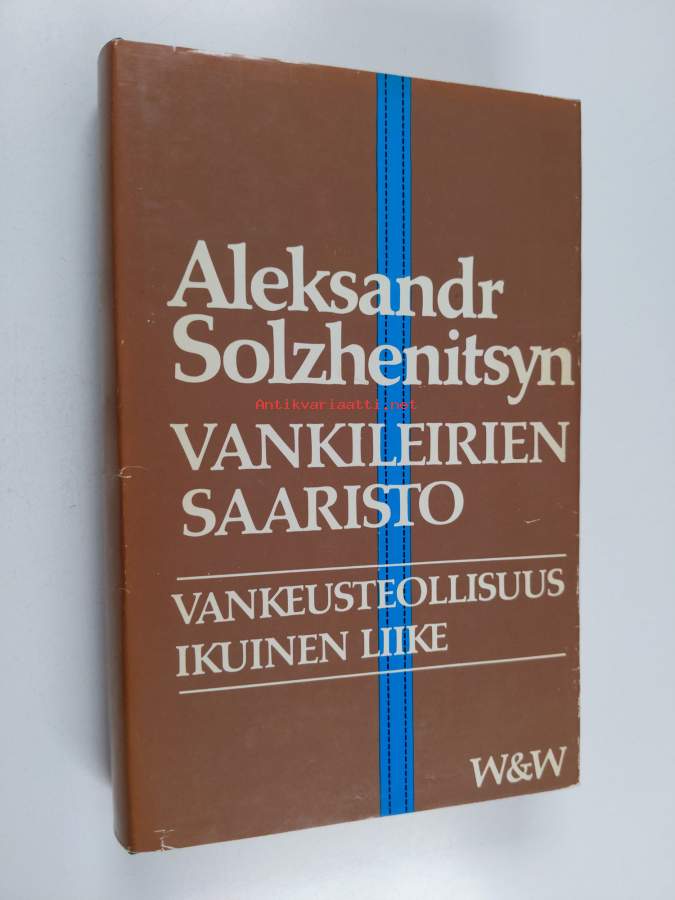 Aleksandr
Solzhenitsyn
Antikvariaatti.net
VANKILEIRIEN
SAARISTO
VANKEUSTEOLLISUUS
IKUINEN LIIKE
W&W